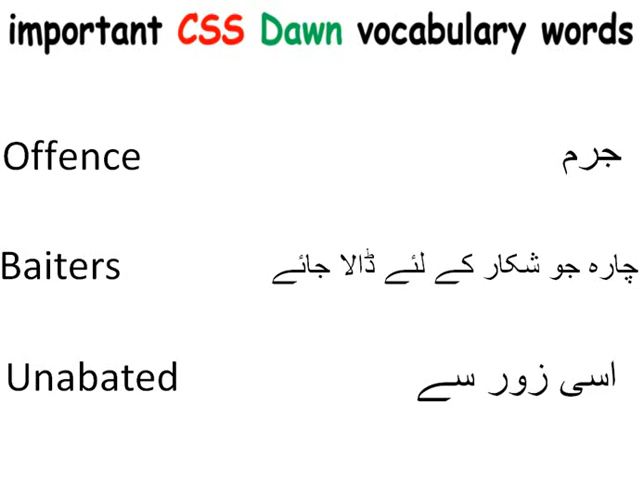 important CSS Dawn vocabulary words
Offence جرم
Baiters چارہ جو شکار کے لئے ڈالا جائے
Unabated اسی زور سے